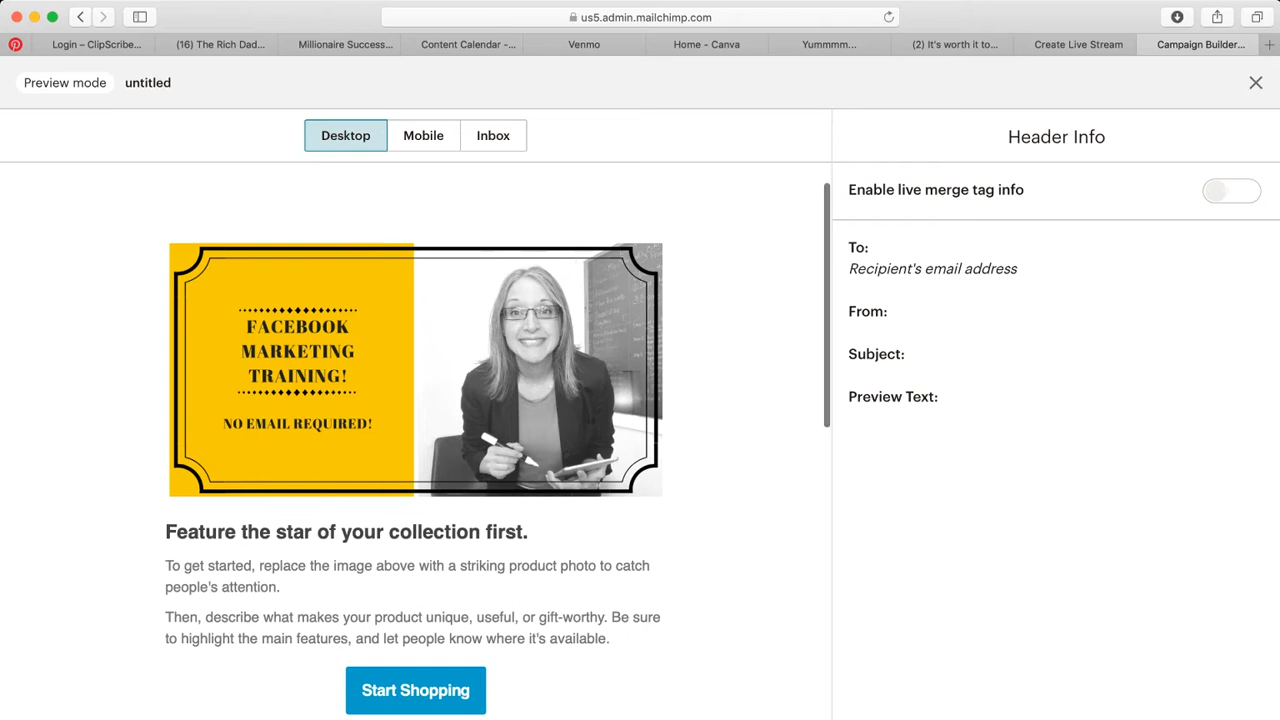 us5.admin.mailchimp.com
Login – ClipScribe...
(16) The Rich Dad...
Millionaire Success...
Content Calendar -...
Venmo
Home - Canva
Yummmm...
(2) It's worth it to...
Create Live Stream
Campaign Builder...
Preview mode
untitled
Desktop
Mobile
Inbox
Header Info
Enable live merge tag info
To:
Recipient's email address
From:
Subject:
Preview Text:
FACEBOOK
MARKETING
TRAINING!
NO EMAIL REQUIRED!
Feature the star of your collection first.
To get started, replace the image above with a striking product photo to catch
people's attention.
Then, describe what makes your product unique, useful, or gift-worthy. Be sure
to highlight the main features, and let people know where it's available.
Start Shopping